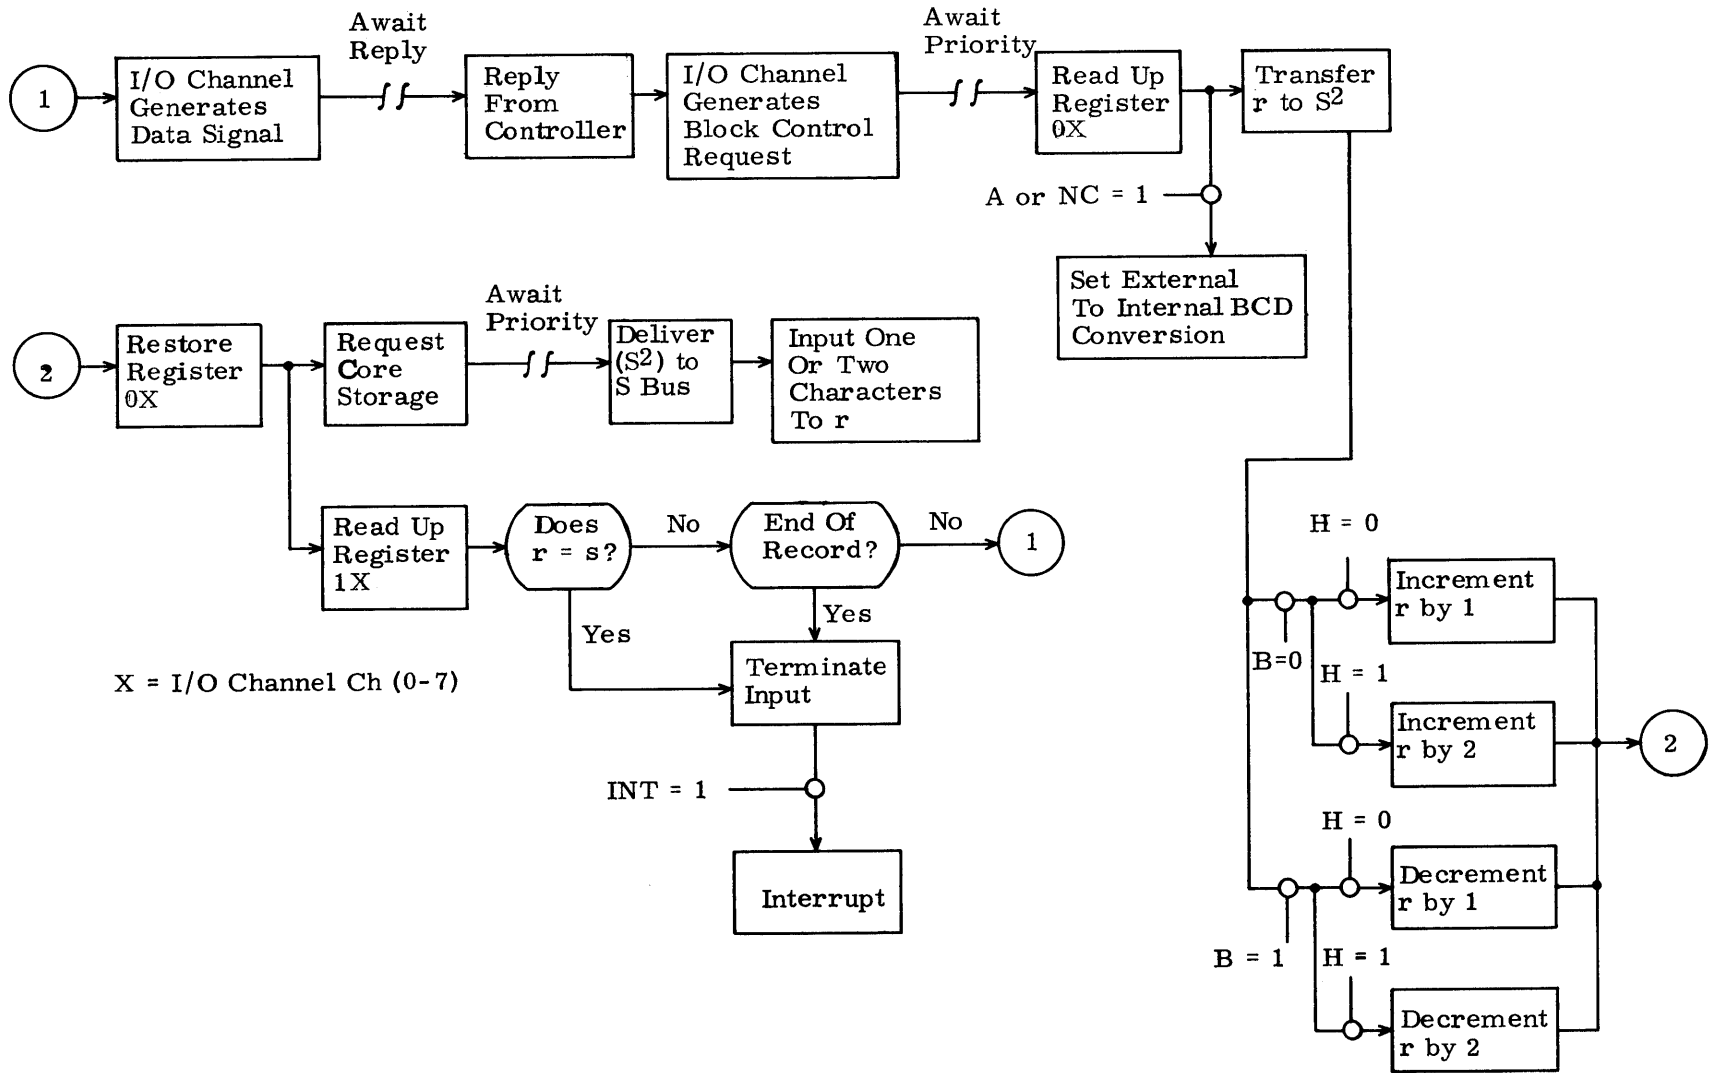 1
I/O Channel
Generates
Data Signal
Await
Reply
Reply
From
Controller
I/O Channel
Generates
Block Control
Request
Await
Priority
Read Up
Register
0X
Transfer
r to S²
A or NC = 1
Set External
To Internal BCD
Conversion
2
Restore
Register
0X
Request
Core
Storage
Await
Priority
Deliver
(S²) to
S Bus
Input One
Or Two
Characters
To r
Read Up
Register
1X
Does
r = s?
No
End Of
Record?
No
1
Yes
Yes
Terminate
Input
X = I/O Channel Ch (0-7)
INT = 1
Interrupt
H = 0
Increment
r by 1
B=0
H = 1
Increment
r by 2
2
H = 0
Decrement
r by 1
B = 1
H = 1
Decrement
r by 2